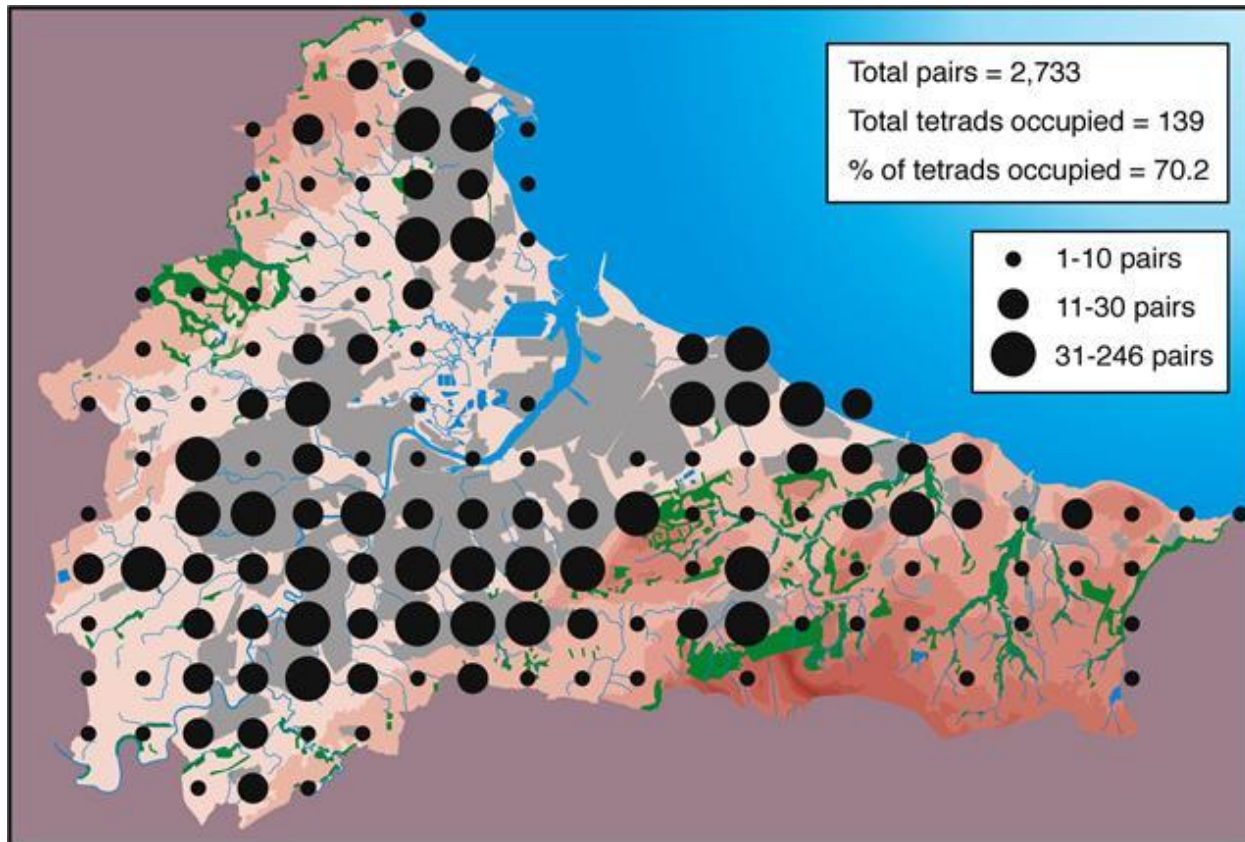 Total pairs = 2,733
Total tetrads occupied = 139
% of tetrads occupied = 70.2
1-10 pairs
11-30 pairs
31-246 pairs